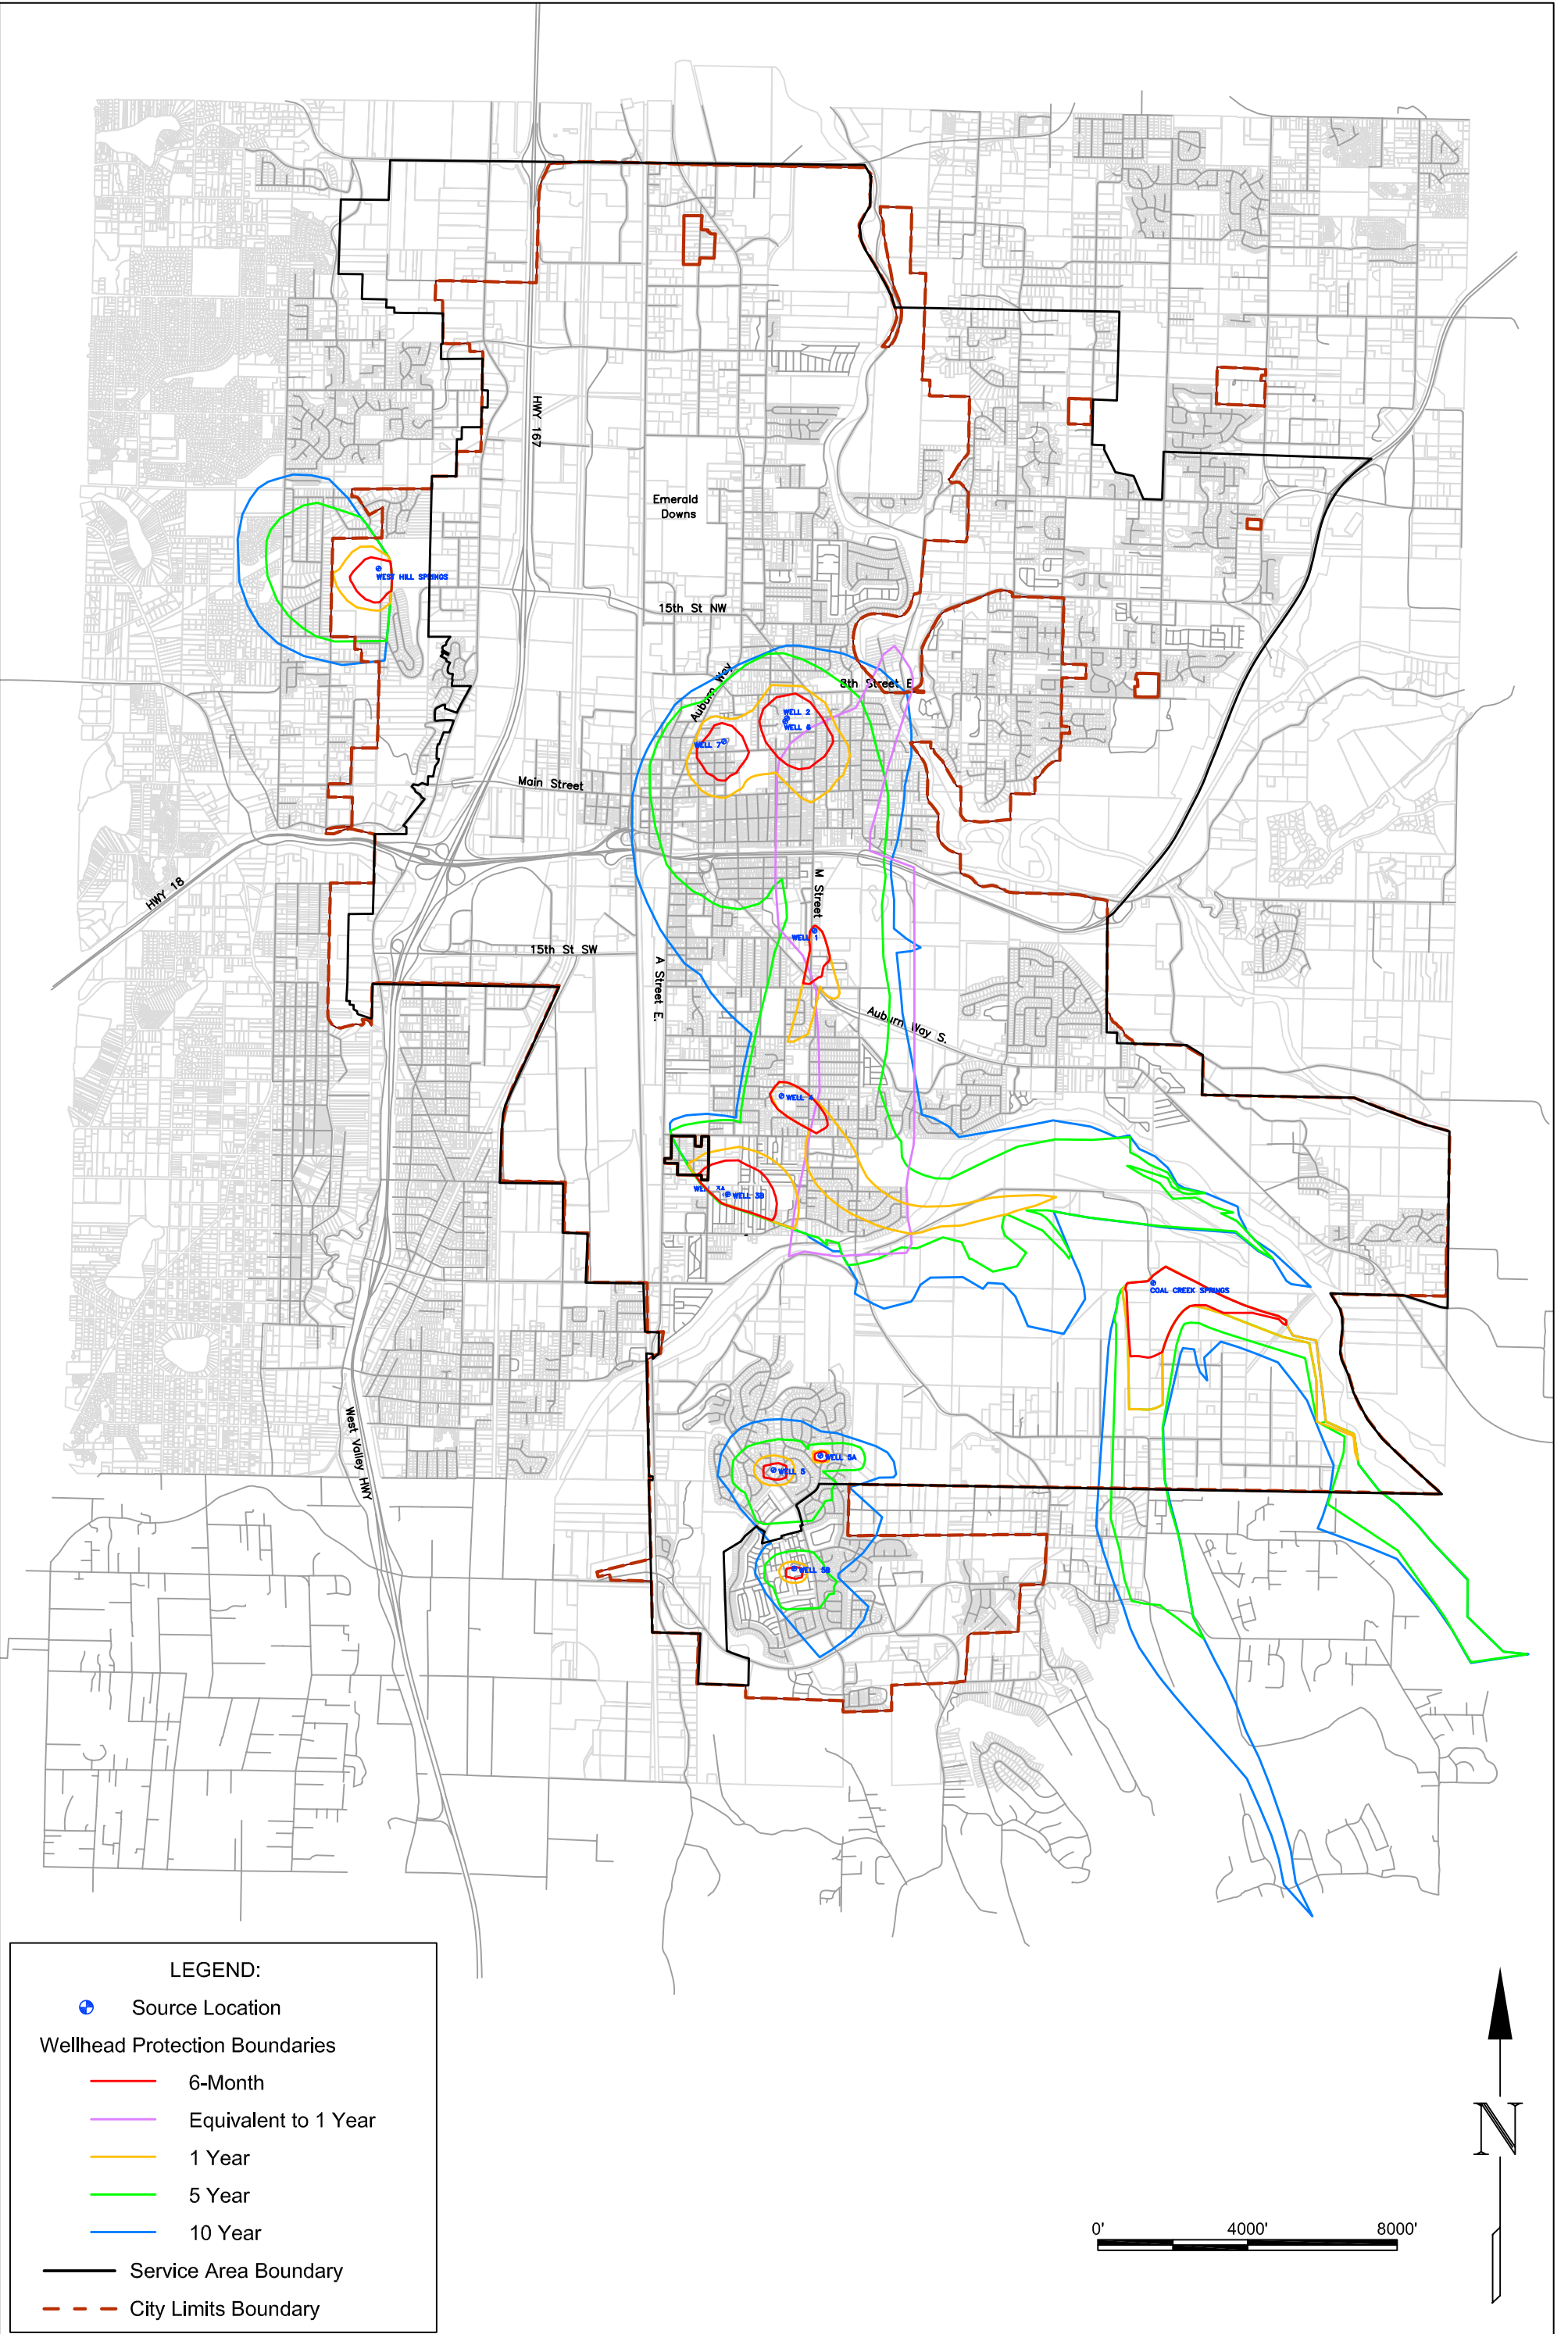 HWY 167
Emerald
Downs
WEST HILL SPRINGS
15th St NW
Auburn Way
8th Street E
WELL 2
WELL 6
WELL 7
Main Street
HWY 18
M Street
WELL 1
15th St SW
A Street E.
Auburn Way S.
WELL 4
WELL 3A
WELL 3B
COAL CREEK SPRINGS
West Valley HWY
WELL 5A
WELL 5
WELL 5B
LEGEND:
Source Location
Wellhead Protection Boundaries
6-Month
Equivalent to 1 Year
1 Year
5 Year
10 Year
Service Area Boundary
City Limits Boundary
N
0' 4000' 8000'